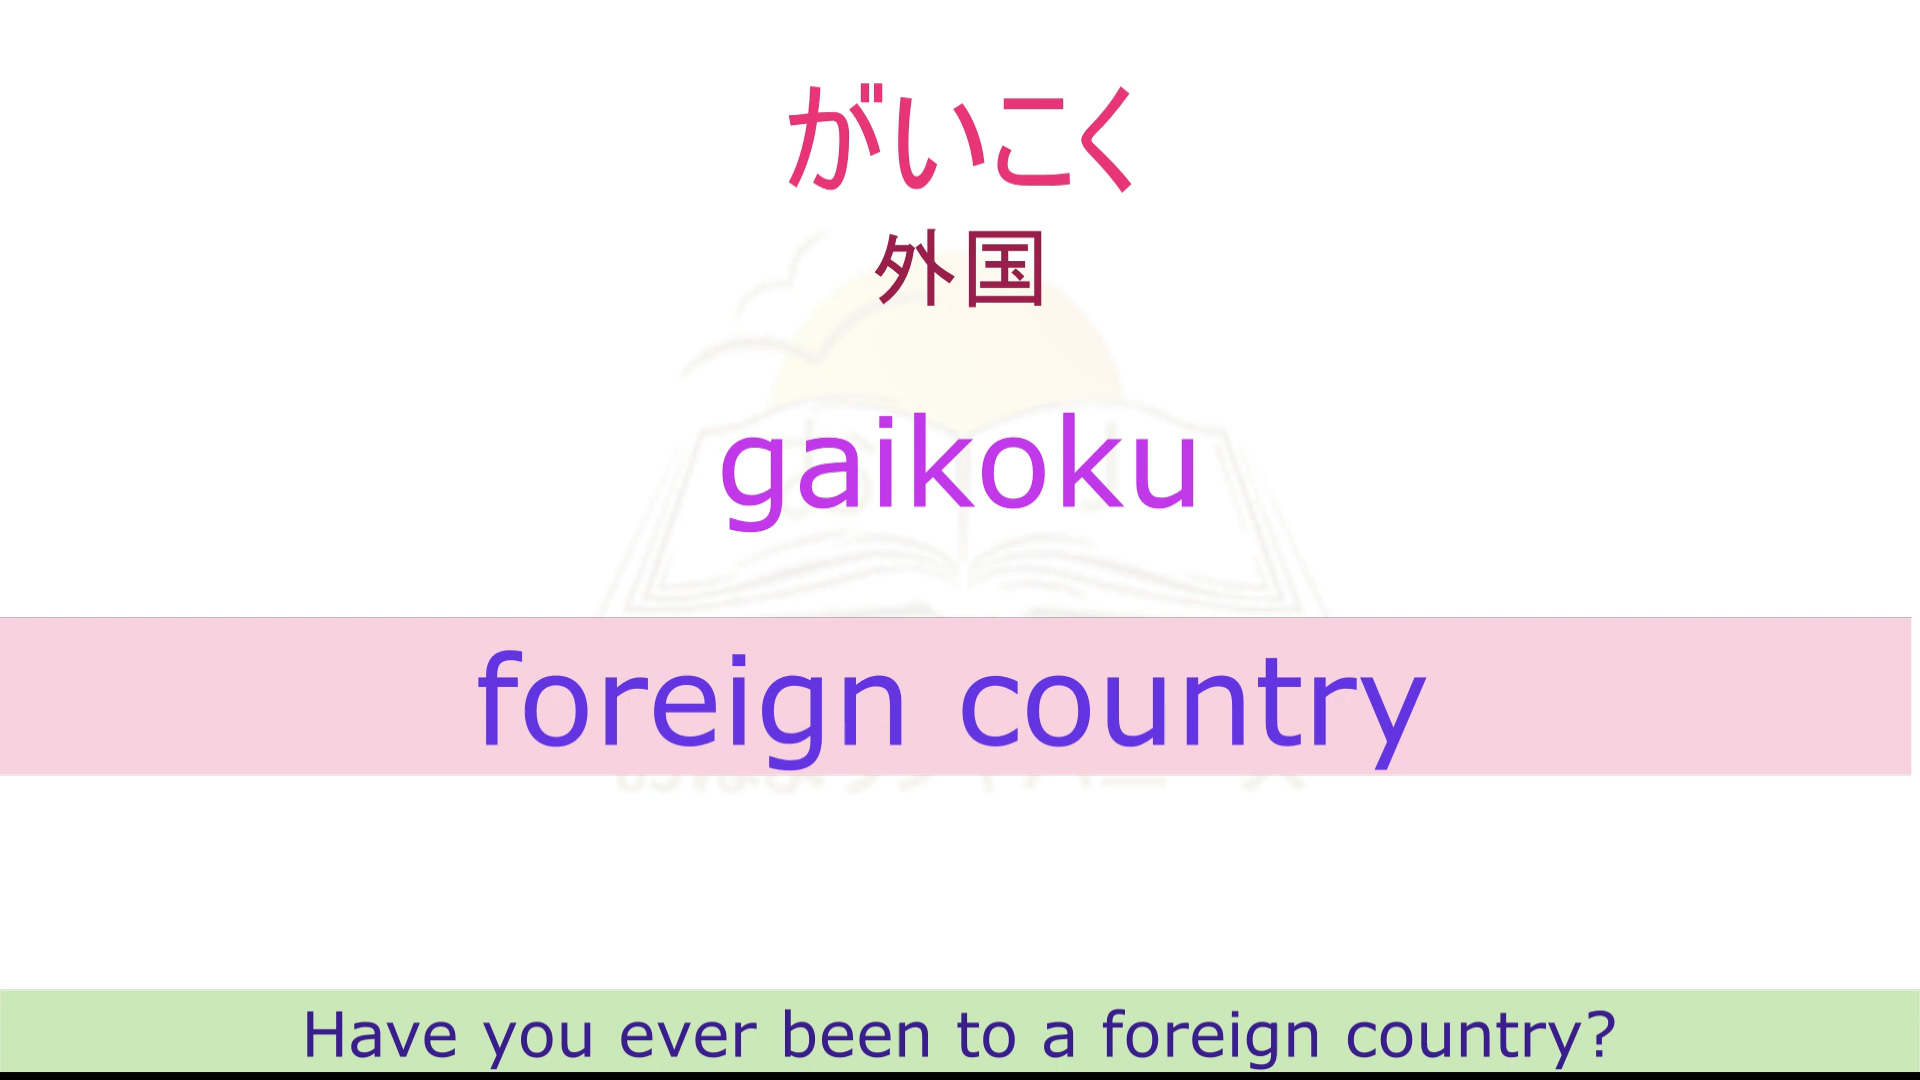 がいこく
外国
gaikoku
foreign country
Have you ever been to a foreign country?